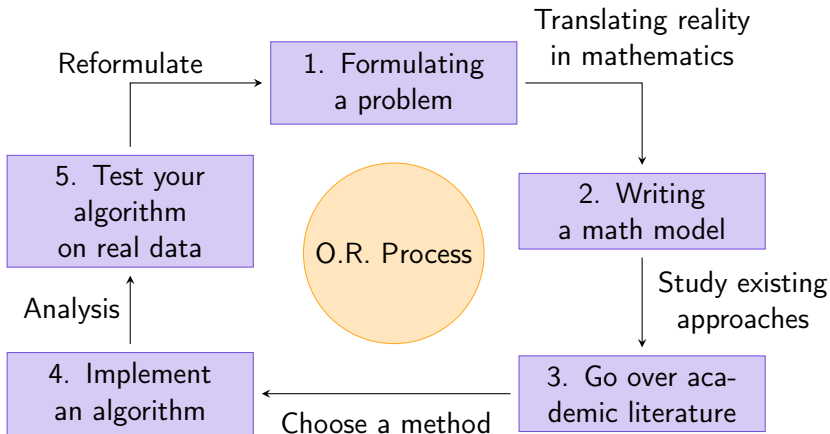 Translating reality
in mathematics
Reformulate
1. Formulating
a problem
5. Test your
algorithm
on real data
2. Writing
a math model
O.R. Process
Analysis
Study existing
approaches
4. Implement
an algorithm
3. Go over aca-
demic literature
Choose a method